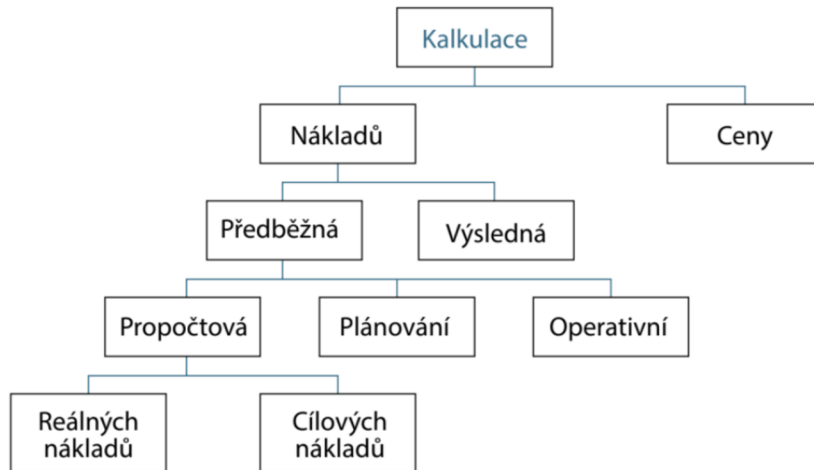 Kalkulace
Nákladů
Ceny
Předběžná
Výsledná
Propočtová
Plánování
Operativní
Reálných
nákladů
Cílových
nákladů